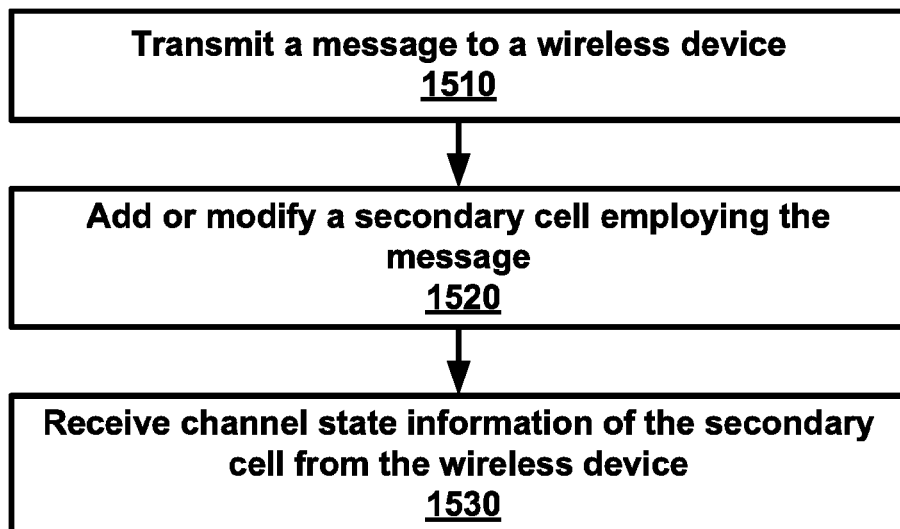 Transmit a message to a wireless device
1510
Add or modify a secondary cell employing the
message
1520
Receive channel state information of the secondary
cell from the wireless device
1530